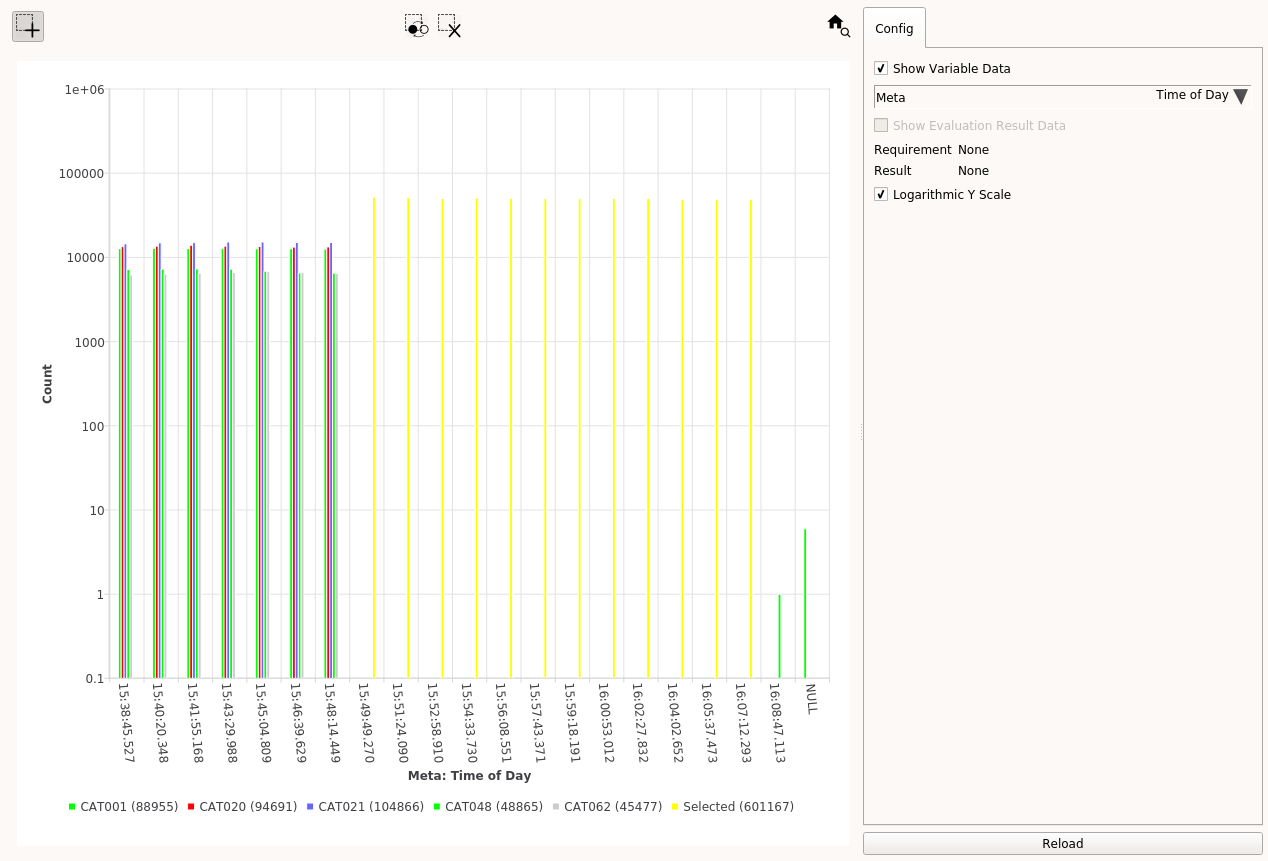 Config
Show Variable Data
Meta Time of Day
Show Evaluation Result Data
Requirement None
Result None
Logarithmic Y Scale
Reload
1e+06
100000
10000
1000
100
10
1
0.1
Count
15:38:45.527
15:40:20.348
15:41:55.168
15:43:29.988
15:45:04.809
15:46:39.629
15:48:14.449
15:49:49.270
15:51:24.090
15:52:58.910
15:54:33.730
15:56:08.551
15:57:43.371
15:59:18.191
16:00:53.012
16:02:27.832
16:04:02.652
16:05:37.473
16:07:12.293
16:08:47.113
NULL
Meta: Time of Day
CAT001 (88955) CAT020 (94691) CAT021 (104866) CAT048 (48865) CAT062 (45477) Selected (601167)